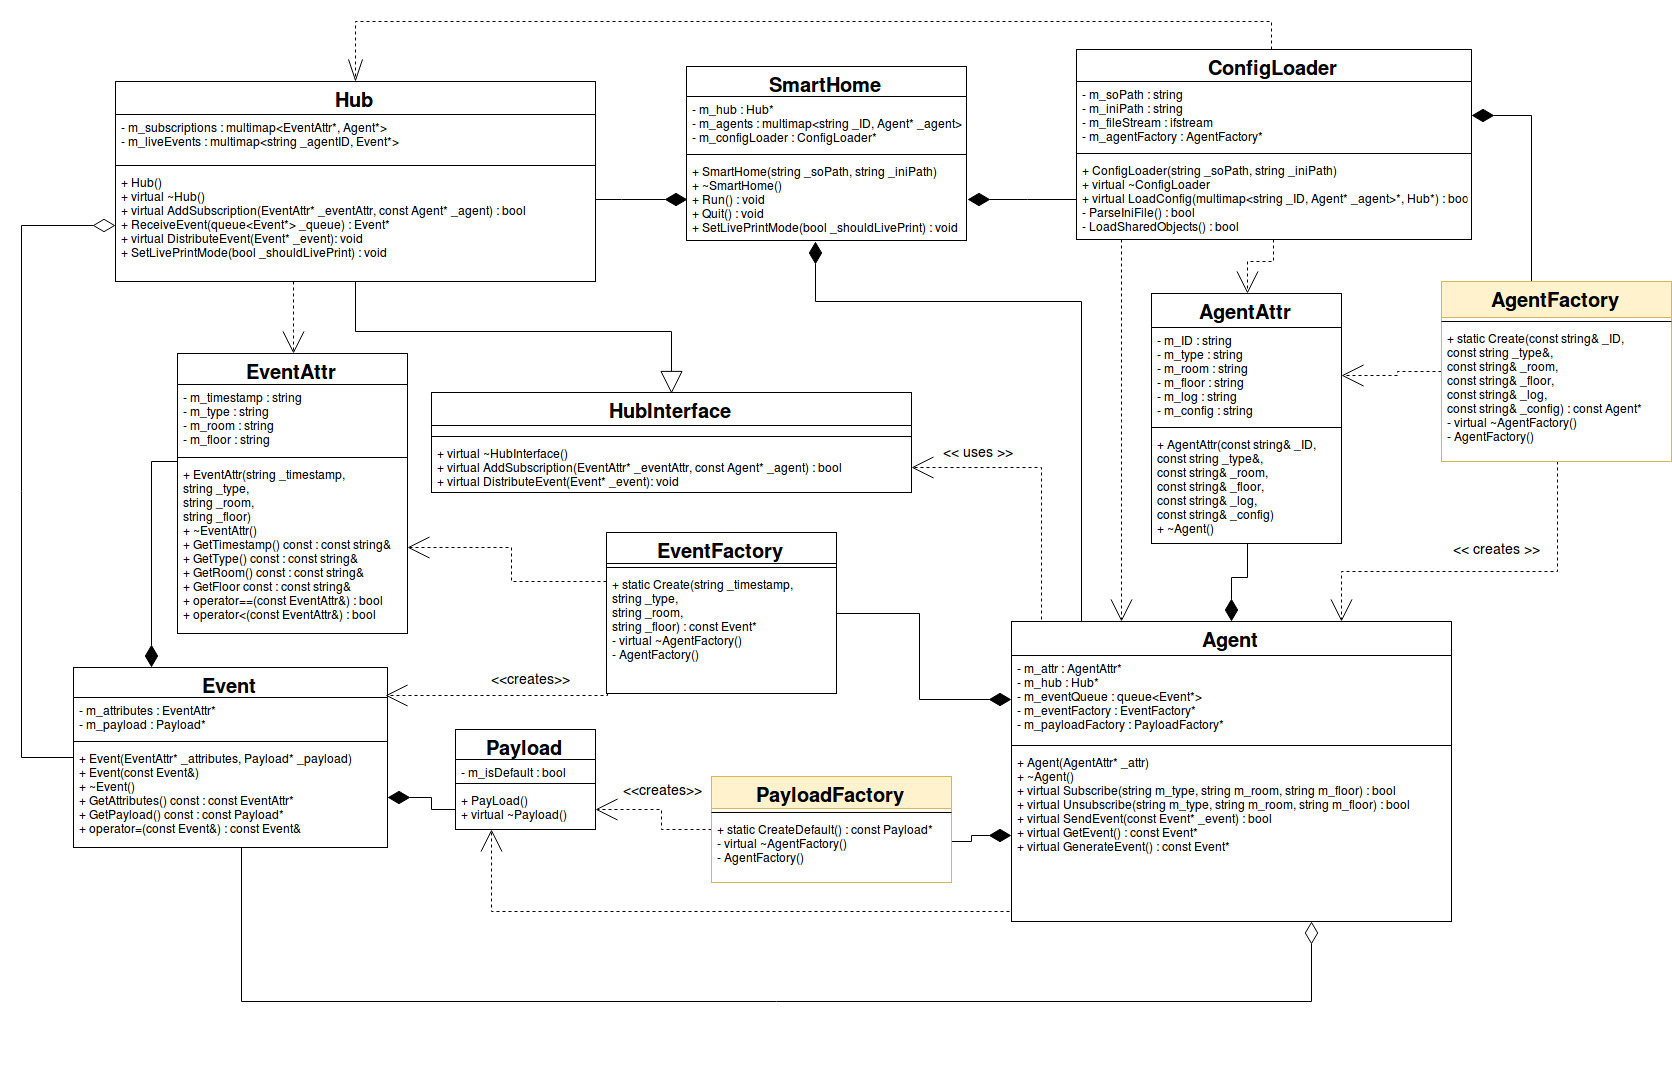 Hub
- m_subscriptions : multimap<EventAttr*, Agent*>
- m_liveEvents : multimap<string _agentID, Event*>
+ Hub()
+ virtual ~Hub()
+ virtual AddSubscription(EventAttr* _eventAttr, const Agent* _agent) : bool
+ ReceiveEvent(queue<Event*> _queue) : Event*
+ virtual DistributeEvent(Event* _event): void
+ SetLivePrintMode(bool _shouldLivePrint) : void
SmartHome
- m_hub : Hub*
- m_agents : multimap<string _ID, Agent* _agent>
- m_configLoader : ConfigLoader*
+ SmartHome(string _soPath, string _iniPath)
+ ~SmartHome()
+ Run() : void
+ Quit() : void
+ SetLivePrintMode(bool _shouldLivePrint) : void
ConfigLoader
- m_soPath : string
- m_iniPath : string
- m_fileStream : ifstream
- m_agentFactory : AgentFactory*
+ ConfigLoader(string _soPath, string _iniPath)
+ virtual ~ConfigLoader
+ virtual LoadConfig(multimap<string _ID, Agent* _agent>*, Hub*) : boo
- ParseIniFile() : bool
- LoadSharedObjects() : bool
AgentFactory
+ static Create(const string& _ID,
const string _type&,
const string& _room,
const string& _floor,
const string& _log,
const string& _config) : const Agent*
- virtual ~AgentFactory()
- AgentFactory()
AgentAttr
- m_ID : string
- m_type : string
- m_room : string
- m_floor : string
- m_log : string
- m_config : string
+ AgentAttr(const string& _ID,
const string _type&,
const string& _room,
const string& _floor,
const string& _log,
const string& _config)
+ ~Agent()
EventAttr
- m_timestamp : string
- m_type : string
- m_room : string
- m_floor : string
+ EventAttr(string _timestamp,
string _type,
string _room,
string _floor)
+ ~EventAttr()
+ GetTimestamp() const : const string&
+ GetType() const : const string&
+ GetRoom() const : const string&
+ GetFloor const : const string&
+ operator==(const EventAttr&) : bool
+ operator<(const EventAttr&) : bool
HubInterface
+ virtual ~HubInterface()
+ virtual AddSubscription(EventAttr* _eventAttr, const Agent* _agent) : bool
+ virtual DistributeEvent(Event* _event): void
<< uses >>
EventFactory
+ static Create(string _timestamp,
string _type,
string _room,
string _floor) : const Event*
- virtual ~AgentFactory()
- AgentFactory()
<< creates >>
<<creates>>
Event
- m_attributes : EventAttr*
- m_payload : Payload*
+ Event(EventAttr* _attributes, Payload* _payload)
+ Event(const Event&)
+ ~Event()
+ GetAttributes() const : const EventAttr*
+ GetPayload() const : const Payload*
+ operator=(const Event&) : const Event&
Payload
- m_isDefault : bool
+ PayLoad()
+ virtual ~Payload()
<<creates>>
PayloadFactory
+ static CreateDefault() : const Payload*
- virtual ~AgentFactory()
- AgentFactory()
Agent
- m_attr : AgentAttr*
- m_hub : Hub*
- m_eventQueue : queue<Event*>
- m_eventFactory : EventFactory*
- m_payloadFactory : PayloadFactory*
+ Agent(AgentAttr* _attr)
+ ~Agent()
+ virtual Subscribe(string m_type, string m_room, string m_floor) : bool
+ virtual Unsubscribe(string m_type, string m_room, string m_floor) : bool
+ virtual SendEvent(const Event* _event) : bool
+ virtual GetEvent() : const Event*
+ virtual GenerateEvent() : const Event*